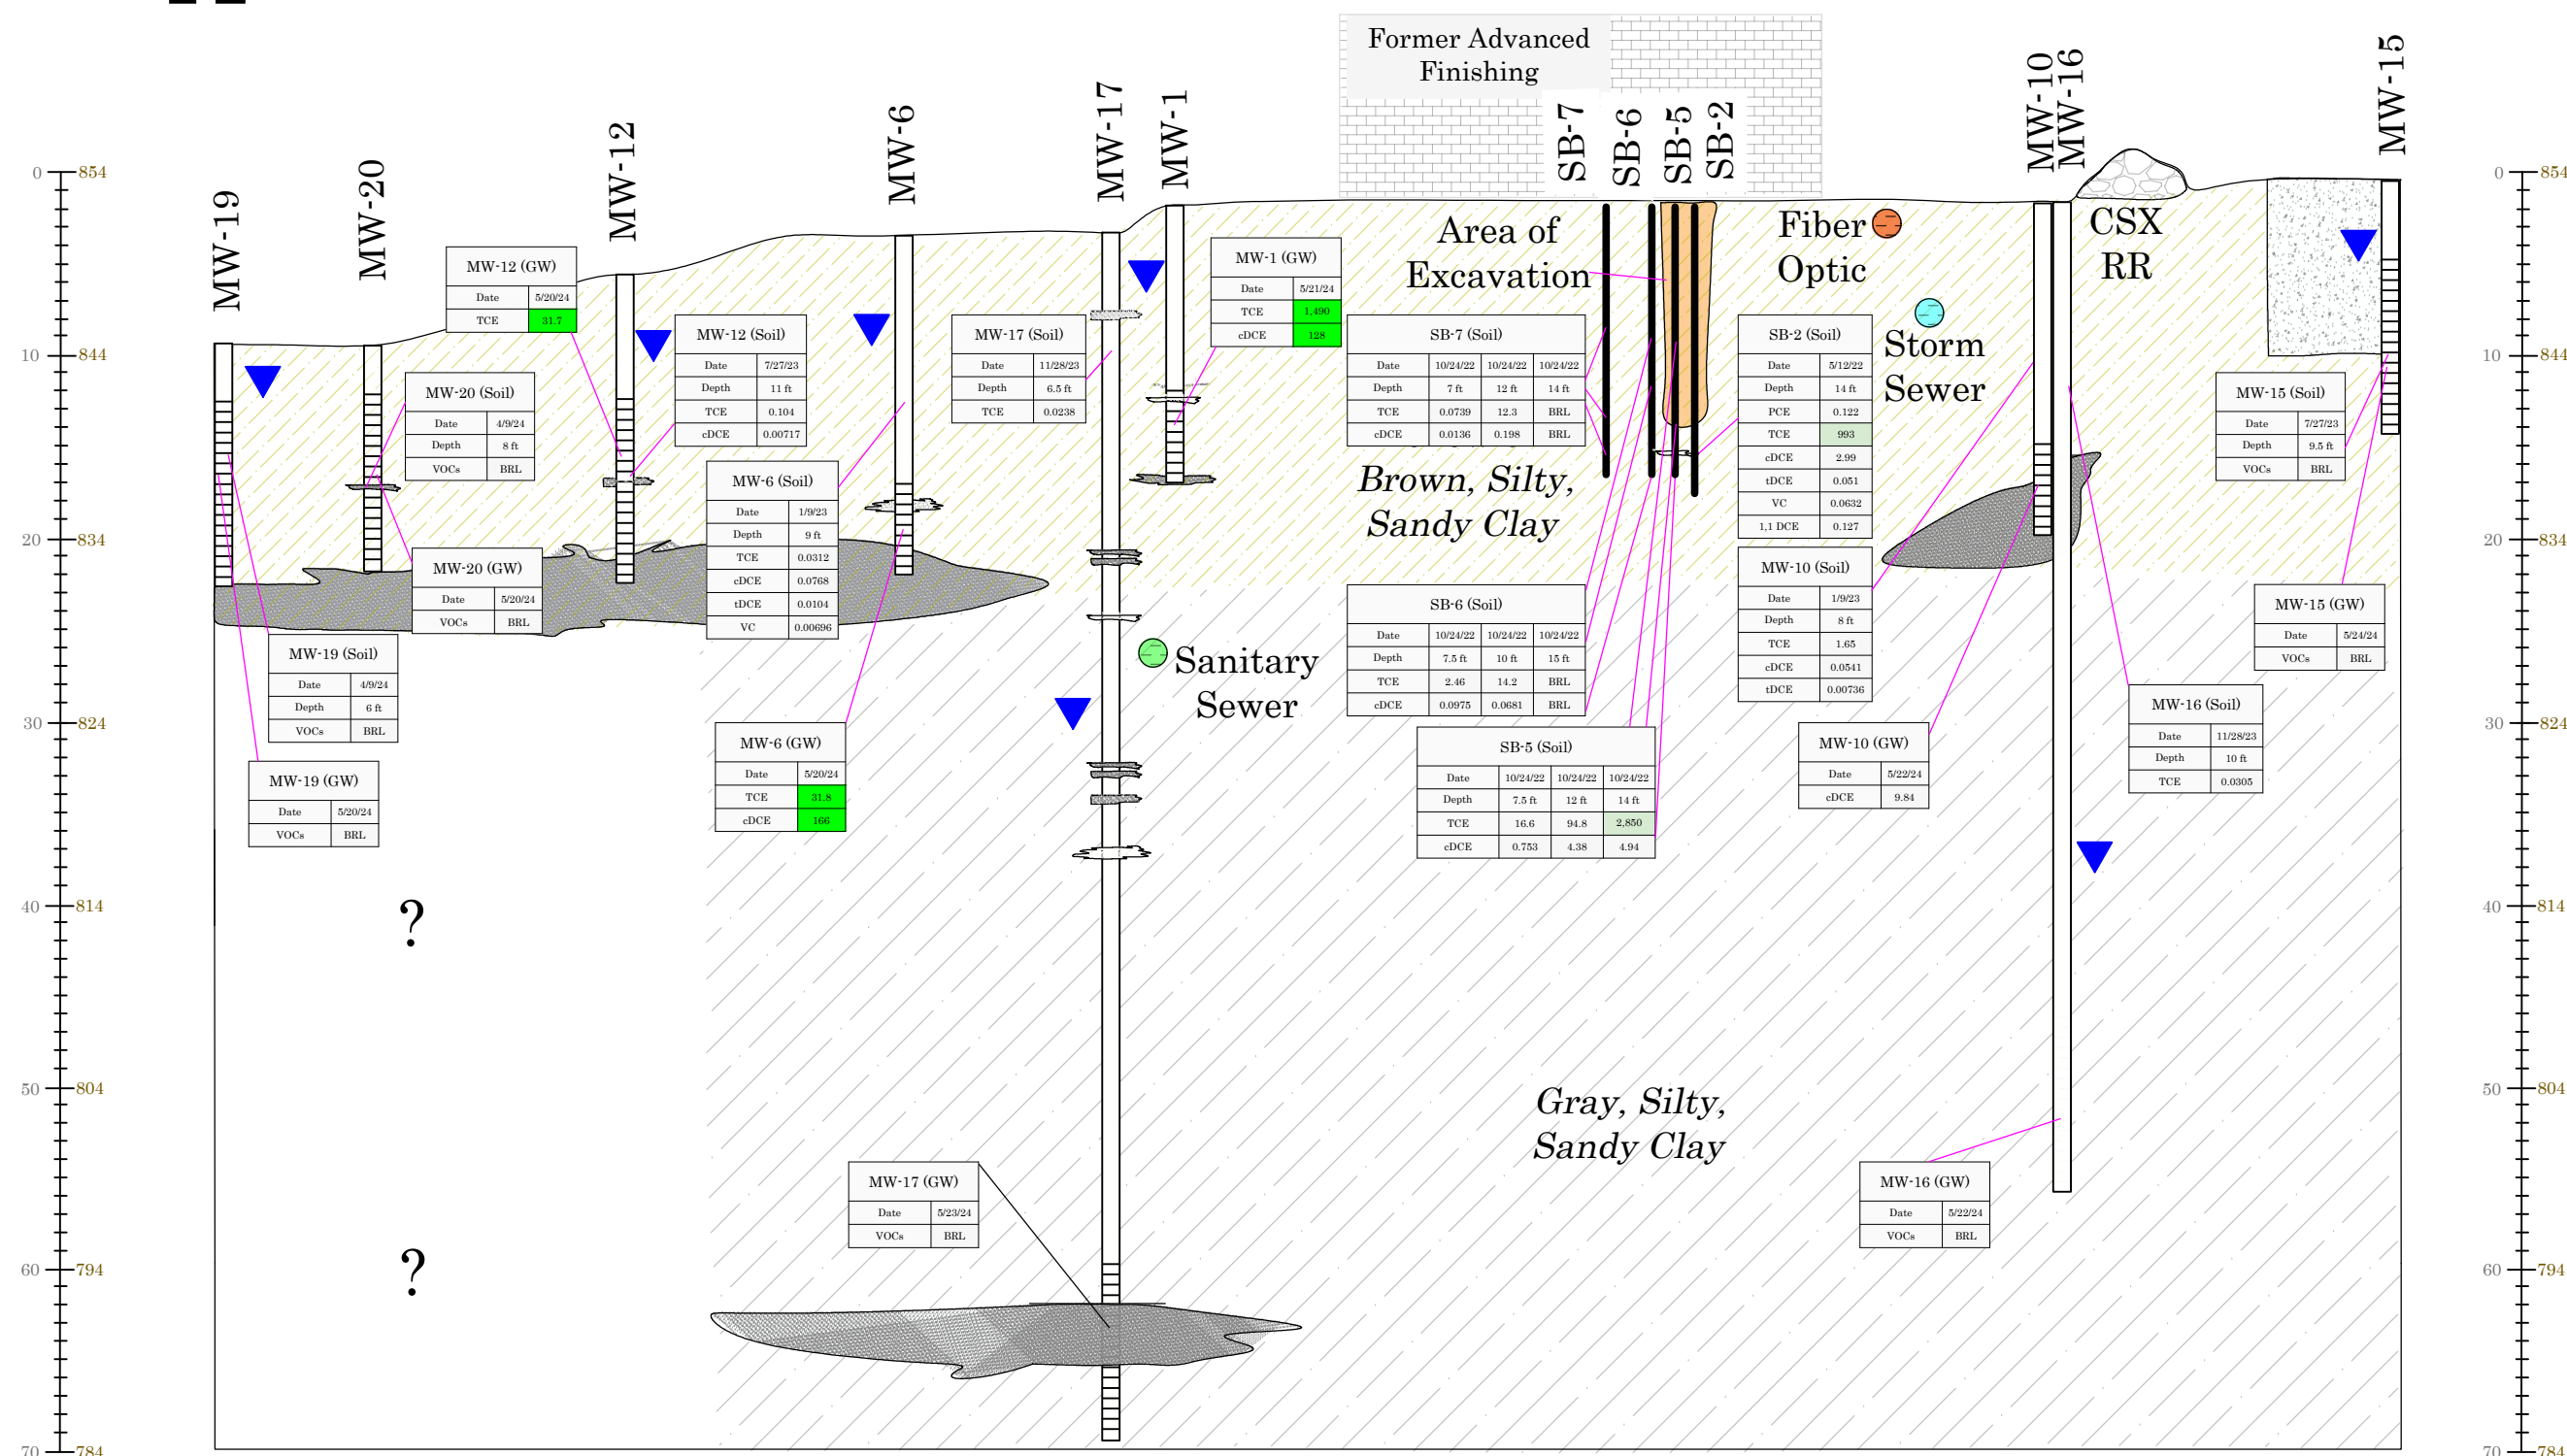 Former Advanced
Finishing
MW-19
MW-20
MW-12
MW-6
MW-17
MW-1
SB-7
SB-6
SB-5
SB-2
MW-10
MW-16
MW-15
0 854
10 844
20 834
30 824
40 814
50 804
60 794
70 784
0 854
10 844
20 834
30 824
40 814
50 804
60 794
70 784
Area of
Excavation
Fiber
Optic
Storm
Sewer
CSX
RR
Sanitary
Sewer
Brown, Silty,
Sandy Clay
Gray, Silty,
Sandy Clay
?
?
MW-12 (GW)
Date 5/20/24
TCE 31.7
MW-12 (Soil)
Date 7/27/23
Depth 11 ft
TCE 0.104
cDCE 0.00717
MW-20 (Soil)
Date 4/9/24
Depth 8 ft
VOCs BRL
MW-20 (GW)
Date 5/20/24
VOCs BRL
MW-19 (Soil)
Date 4/9/24
Depth 6 ft
VOCs BRL
MW-19 (GW)
Date 5/20/24
VOCs BRL
MW-6 (Soil)
Date 1/9/23
Depth 9 ft
TCE 0.0312
cDCE 0.0768
tDCE 0.0104
VC 0.00696
MW-6 (GW)
Date 5/20/24
TCE 31.8
cDCE 166
MW-17 (Soil)
Date 11/28/23
Depth 6.5 ft
TCE 0.0238
MW-1 (GW)
Date 5/21/24
TCE 1,490
cDCE 128
SB-7 (Soil)
Date 10/24/22 10/24/22 10/24/22
Depth 7 ft 12 ft 14 ft
TCE 0.0739 12.3 BRL
cDCE 0.0136 0.198 BRL
SB-6 (Soil)
Date 10/24/22 10/24/22 10/24/22
Depth 7.5 ft 10 ft 15 ft
TCE 2.46 14.2 BRL
cDCE 0.0975 0.0681 BRL
SB-5 (Soil)
Date 10/24/22 10/24/22 10/24/22
Depth 7.5 ft 12 ft 14 ft
TCE 16.6 94.8 2,850
cDCE 0.753 4.38 4.94
SB-2 (Soil)
Date 5/12/22
Depth 14 ft
PCE 0.122
TCE 993
cDCE 2.99
tDCE 0.051
VC 0.0632
1,1 DCE 0.127
MW-10 (Soil)
Date 1/9/23
Depth 8 ft
TCE 1.65
cDCE 0.0541
tDCE 0.00736
MW-10 (GW)
Date 5/22/24
cDCE 9.84
MW-15 (Soil)
Date 7/27/23
Depth 9.5 ft
VOCs BRL
MW-15 (GW)
Date 5/24/24
VOCs BRL
MW-16 (Soil)
Date 11/28/23
Depth 10 ft
TCE 0.0305
MW-17 (GW)
Date 5/23/24
VOCs BRL
MW-16 (GW)
Date 5/22/24
VOCs BRL